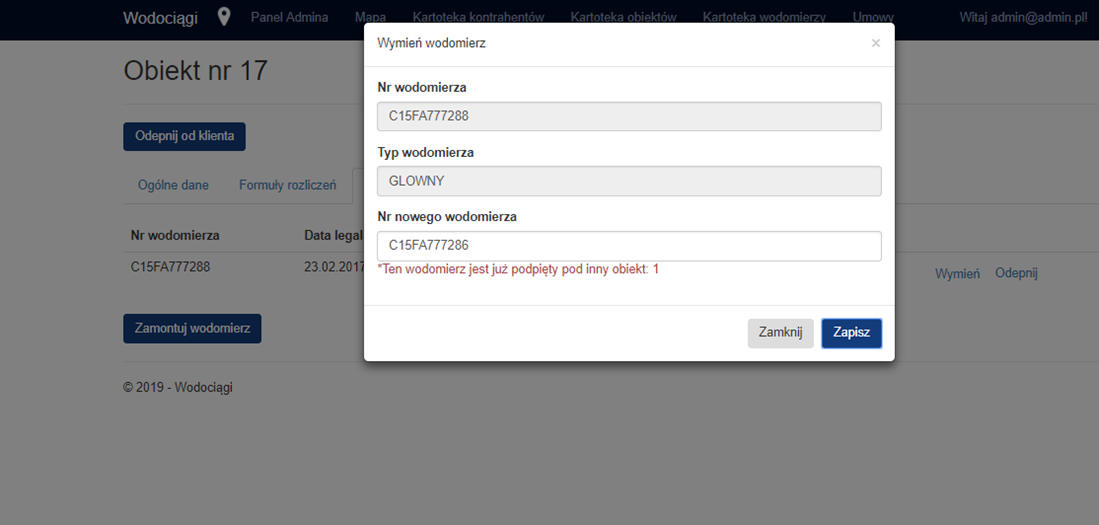 Wodociągi Panel Admina Mapa Kartoteka kontrahentów Kartoteka obiektów Kartoteka wodomierzy Umowy Witaj admin@admin.pl!
Wymień wodomierz ×
Obiekt nr 17
Nr wodomierza
C15FA777288
Odepnij od klienta
Typ wodomierza
GLOWNY
Ogólne dane Formuły rozliczeń
Nr nowego wodomierza
C15FA777286
*Ten wodomierz jest już podpięty pod inny obiekt: 1
Nr wodomierza Data legal
C15FA777288 23.02.2017 Wymień Odepnij
Zamknij Zapisz
Zamontuj wodomierz
© 2019 - Wodociągi